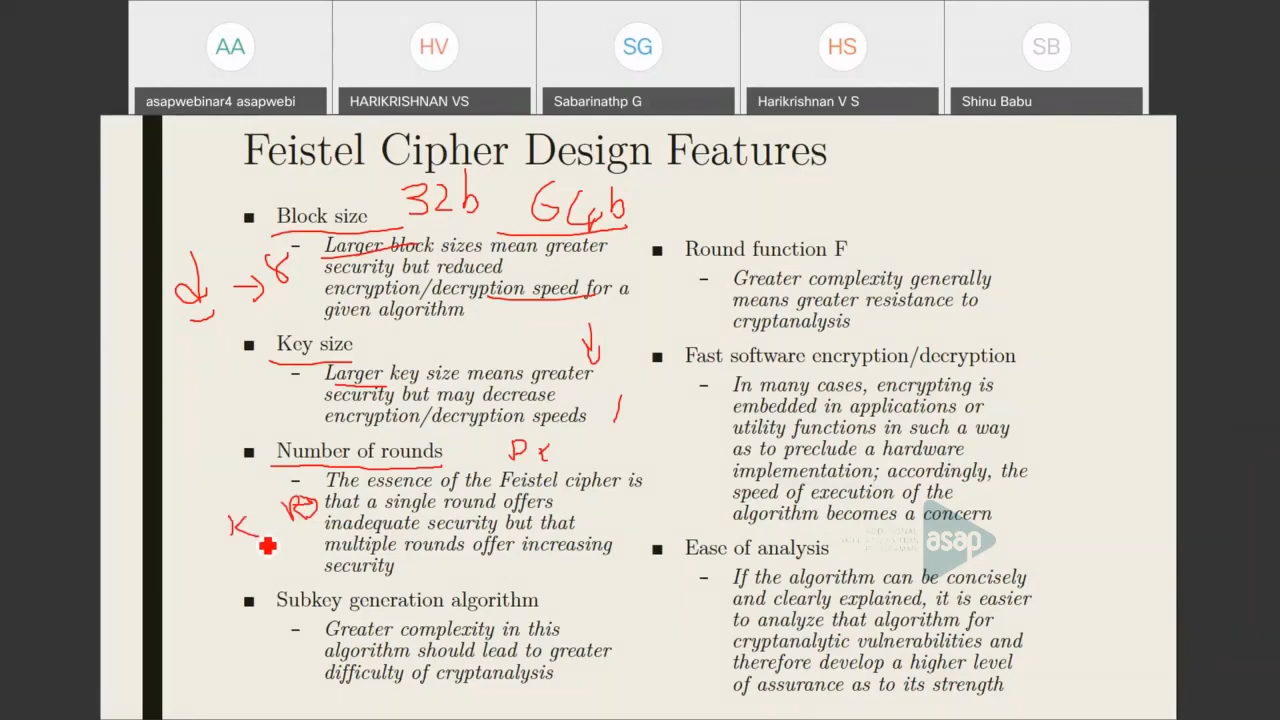 AA
HV
SG
HS
SB
asapwebinar4 asapwebi
HARIKRISHNAN VS
Sabarinathp G
Harikrishnan V S
Shinu Babu
Feistel Cipher Design Features
32b 64b
■ Block size
– Larger block sizes mean greater
security but reduced
encryption/decryption speed for a
given algorithm
■ Key size
– Larger key size means greater
security but may decrease
encryption/decryption speeds
■ Number of rounds
– The essence of the Feistel cipher is
that a single round offers
inadequate security but that
multiple rounds offer increasing
security
K
■ Subkey generation algorithm
– Greater complexity in this
algorithm should lead to greater
difficulty of cryptanalysis
■ Round function F
– Greater complexity generally
means greater resistance to
cryptanalysis
■ Fast software encryption/decryption
– In many cases, encrypting is
embedded in applications or
utility functions in such a way
as to preclude a hardware
implementation; accordingly, the
speed of execution of the
algorithm becomes a concern
asap
■ Ease of analysis
– If the algorithm can be concisely
and clearly explained, it is easier
to analyze that algorithm for
cryptanalytic vulnerabilities and
therefore develop a higher level
of assurance as to its strength